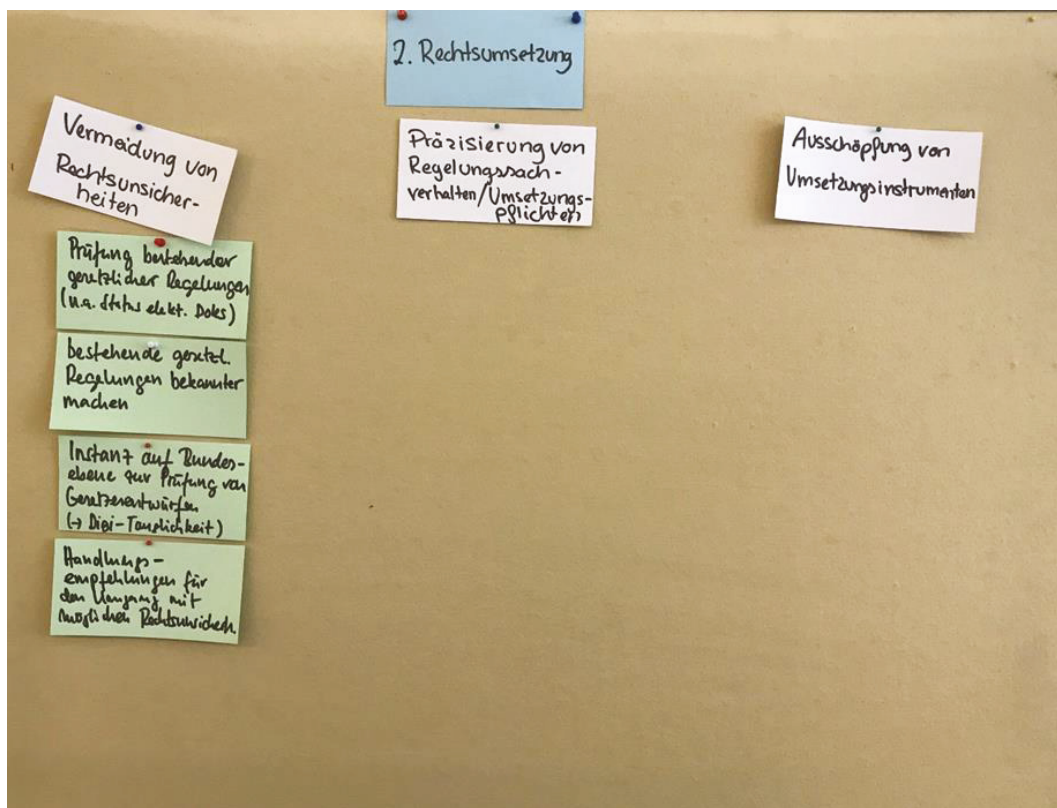 2. Rechtsumsetzung
Vermeidung von
Rechtsunsicher-
heiten
Prüfung bestehender
gesetzlicher Regelungen
(u.a. Status elekt. Doks)
bestehende gesetzl.
Regelungen bekannter
machen
Instanz auf Bundes-
ebene zur Prüfung von
Gesetzesentwürfen
(→ Digi-Tauglichkeit)
Handlungs-
empfehlungen für
den Umgang mit
möglichen Rechtsunsicherh.
Präzisierung von
Regelungssach-
verhalten/Umsetzungs-
pflichten
Ausschöpfung von
Umsetzungsinstrumenten